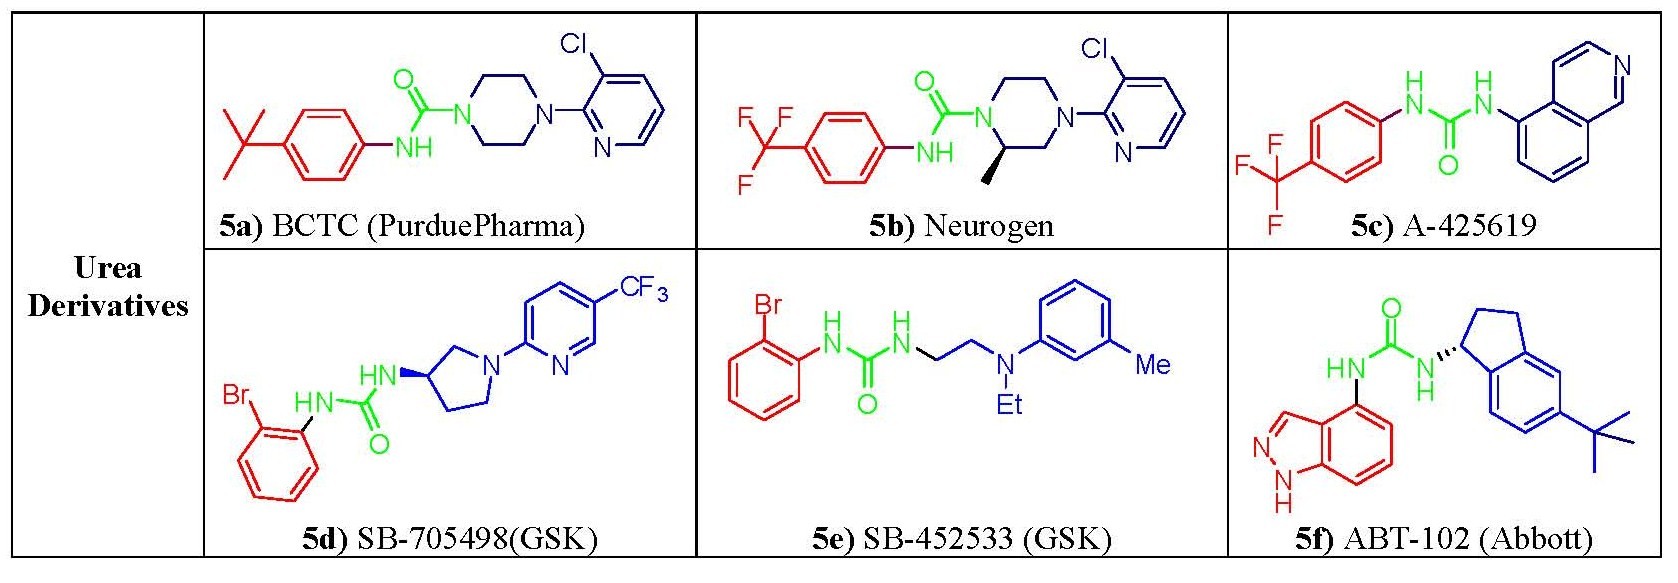 Urea
Derivatives
Cl
O
N
N
NH
N
5a) BCTC (PurduePharma)
Cl
O
F
F
N
N
NH
N
F
5b) Neurogen
N
H
N
H
N
F
F
O
F
5c) A-425619
CF3
N
N
HN
Br
HN
O
5d) SB-705498(GSK)
Br
H
N
H
N
N
O
Me
Et
5e) SB-452533 (GSK)
O
HN
N
H
N
N
H
5f) ABT-102 (Abbott)